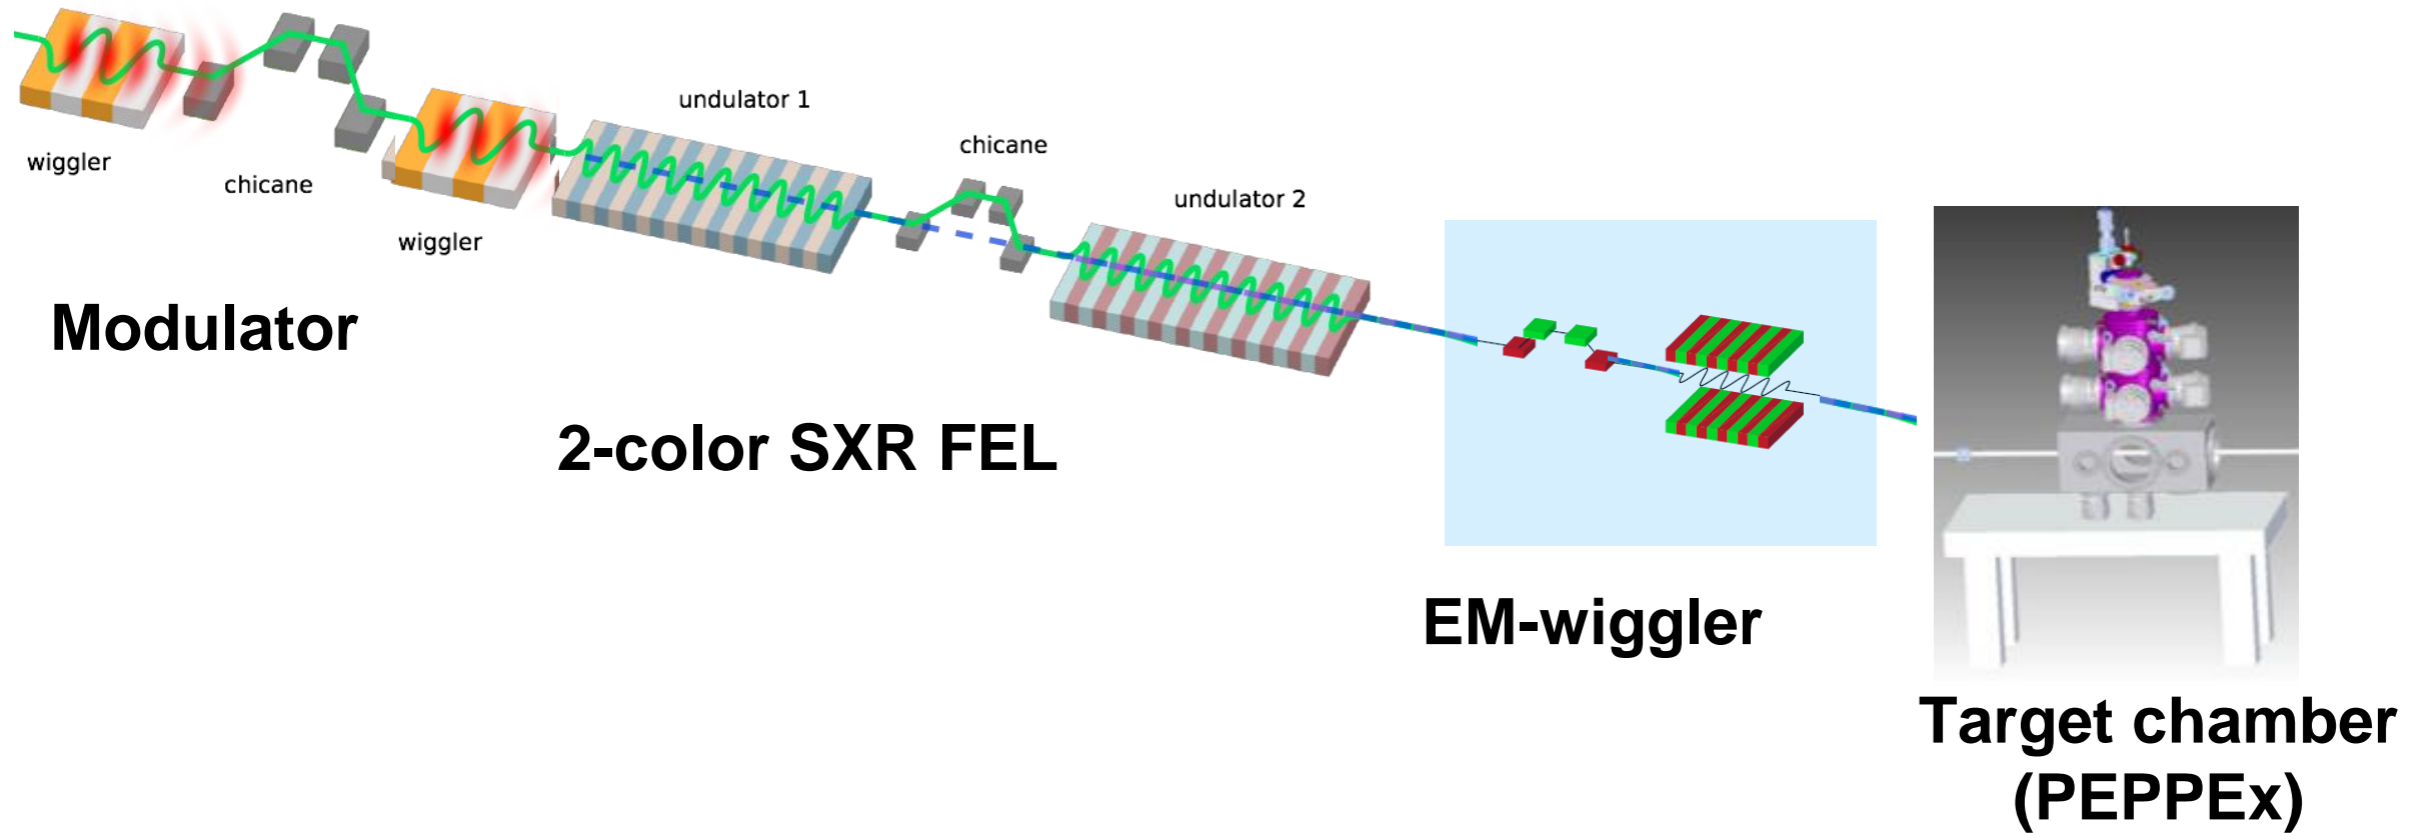 wiggler
chicane
wiggler
undulator 1
chicane
undulator 2
Modulator
2-color SXR FEL
EM-wiggler
Target chamber
(PEPPEx)